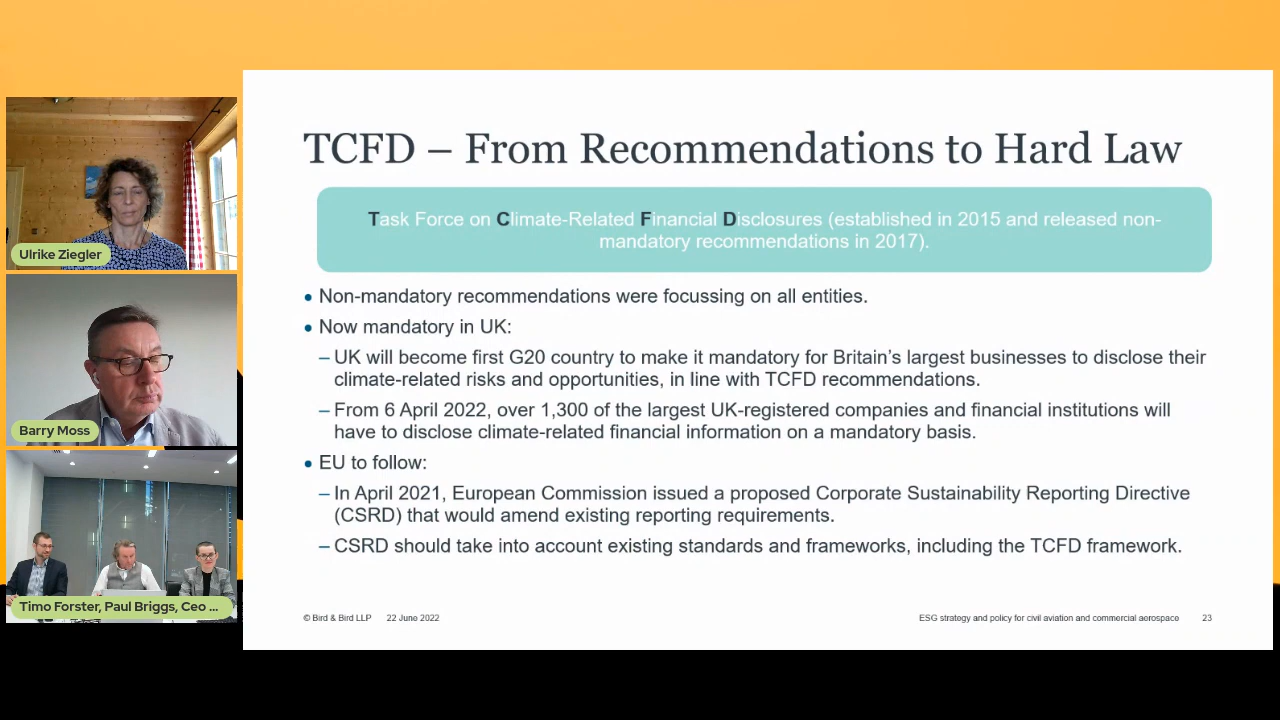 TCFD – From Recommendations to Hard Law
Task Force on Climate-Related Financial Disclosures (established in 2015 and released non-
mandatory recommendations in 2017).
• Non-mandatory recommendations were focussing on all entities.
• Now mandatory in UK:
– UK will become first G20 country to make it mandatory for Britain’s largest businesses to disclose their
climate-related risks and opportunities, in line with TCFD recommendations.
– From 6 April 2022, over 1,300 of the largest UK-registered companies and financial institutions will
have to disclose climate-related financial information on a mandatory basis.
• EU to follow:
– In April 2021, European Commission issued a proposed Corporate Sustainability Reporting Directive
(CSRD) that would amend existing reporting requirements.
– CSRD should take into account existing standards and frameworks, including the TCFD framework.
© Bird & Bird LLP 22 June 2022
ESG strategy and policy for civil aviation and commercial aerospace 23
Ulrike Ziegler
Barry Moss
Timo Forster, Paul Briggs, Ceo ...